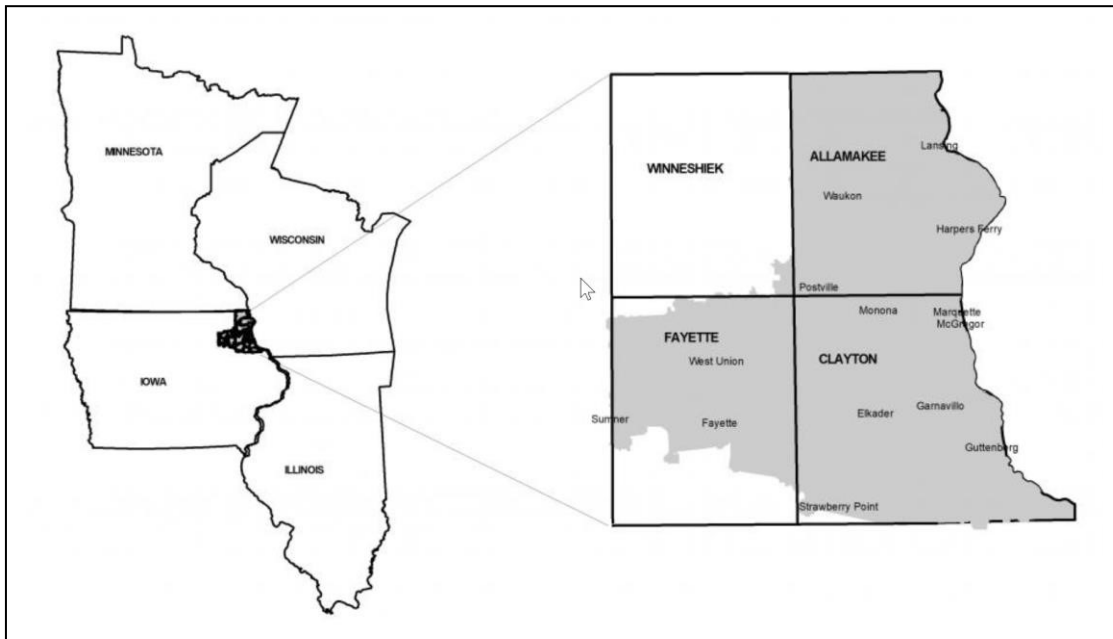 MINNESOTA
WISCONSIN
IOWA
ILLINOIS
WINNESHIEK
ALLAMAKEE
Lansing
Waukon
Harpers Ferry
Postville
Monona
Marquette
McGregor
FAYETTE
West Union
CLAYTON
Sumner
Fayette
Elkader
Garnavillo
Guttenberg
Strawberry Point